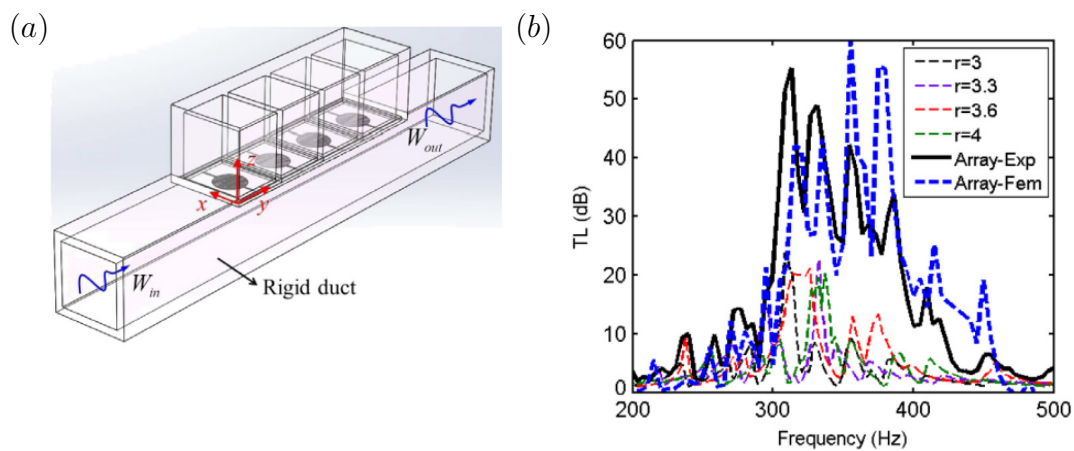 (a)
W_out
z
x
y
W_in
Rigid duct
(b)
60
50
40
30
20
10
0
TL (dB)
r=3
r=3.3
r=3.6
r=4
Array-Exp
Array-Fem
200
300
400
500
Frequency (Hz)